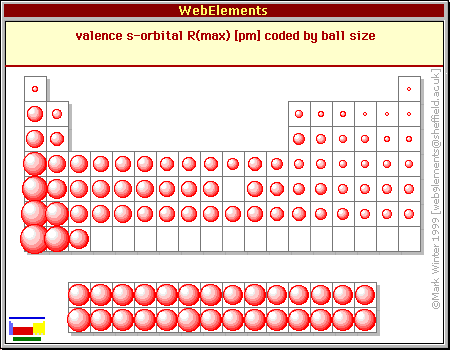 WebElements
valence s-orbital R(max) [pm] coded by ball size
©Mark Winter 1999 [webelements@sheffield.ac.uk]